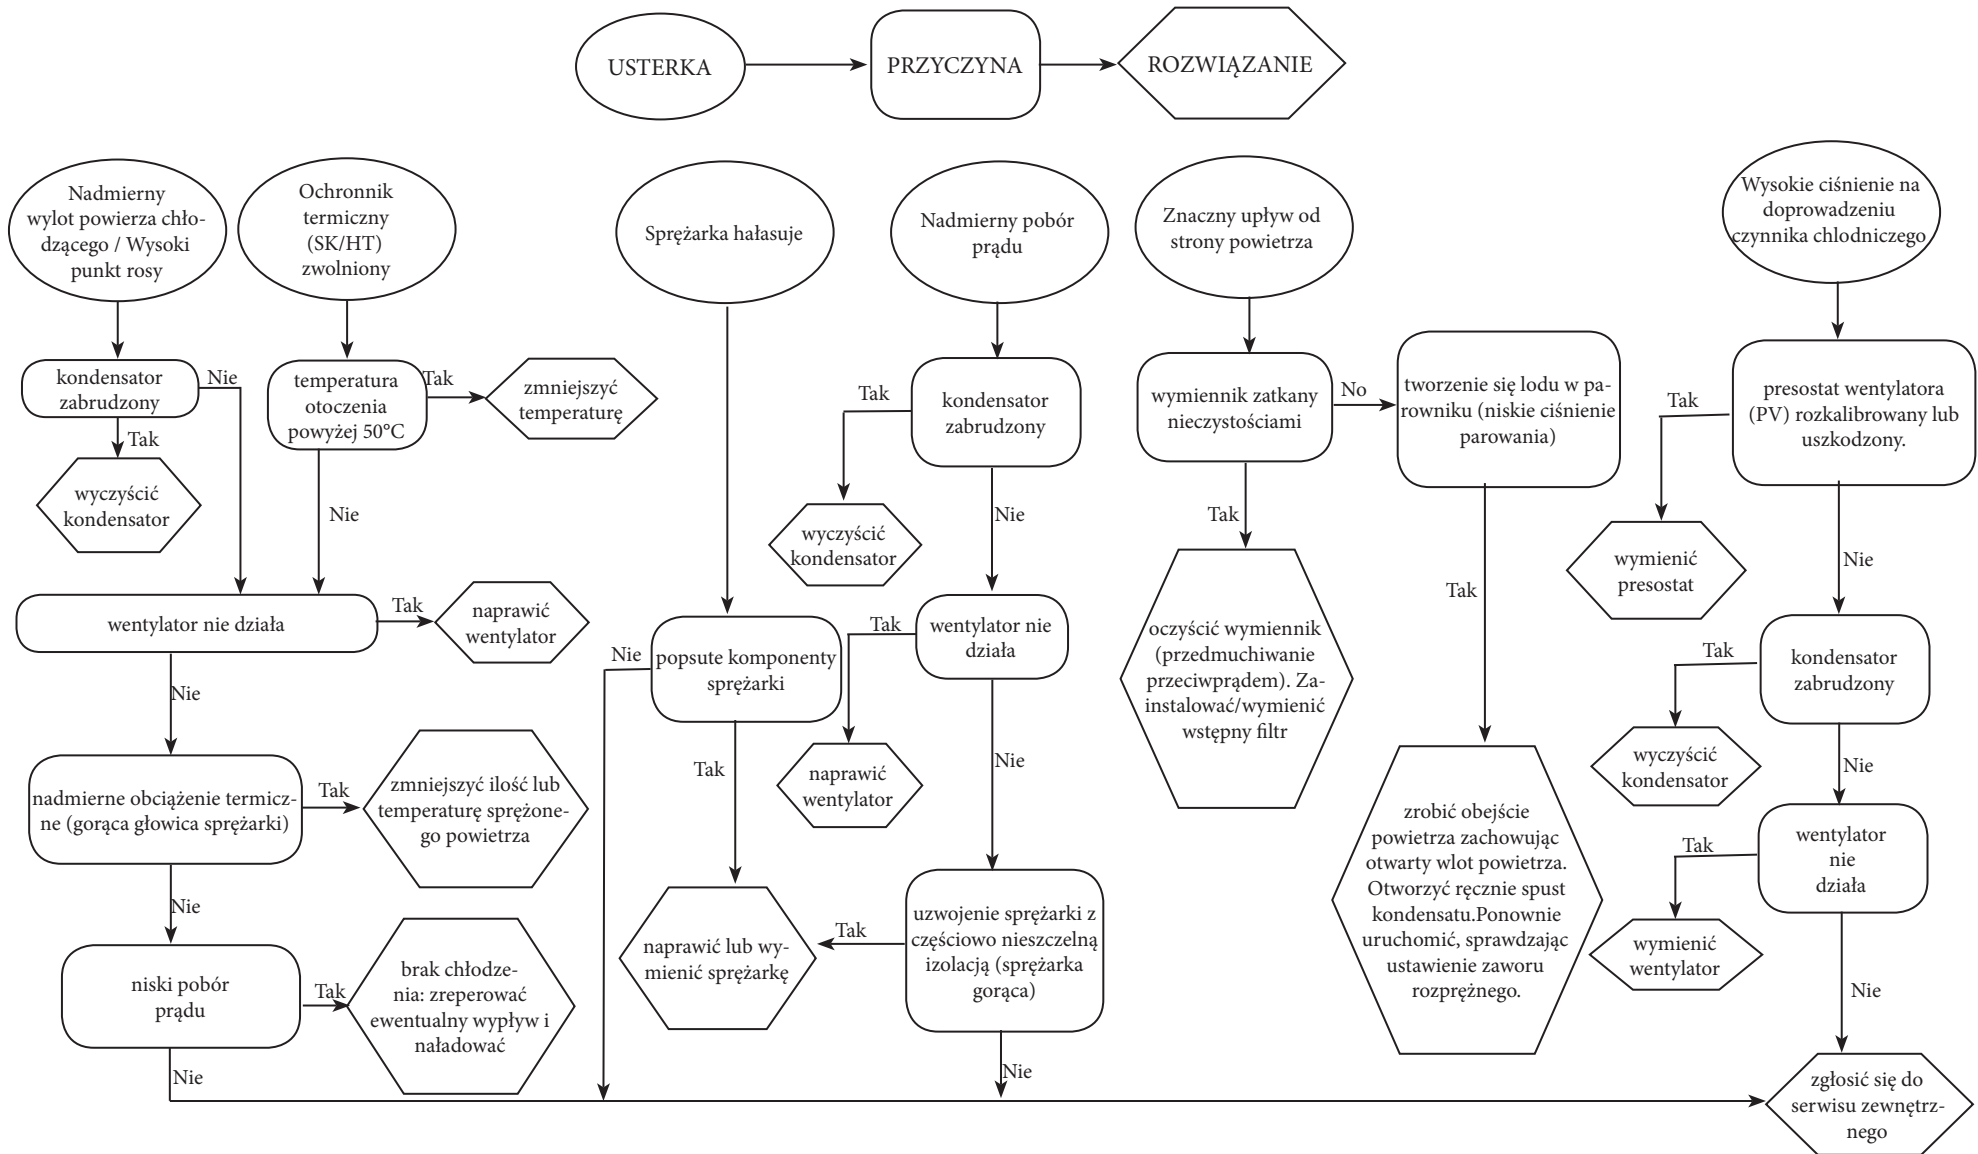 USTERKA
PRZYCZYNA
ROZWIĄZANIE
Nadmierny
wylot powierza chło-
dzącego / Wysoki
punkt rosy
Ochronnik
termiczny
(SK/HT)
zwolniony
Sprężarka hałasuje
Nadmierny pobór
prądu
Znaczny upływ od
strony powietrza
Wysokie ciśnienie na
doprowadzeniu
czynnika chlodniczego
kondensator
zabrudzony
Nie
Tak
wyczyścić
kondensator
temperatura
otoczenia
powyżej 50°C
Tak
zmniejszyć
temperaturę
Nie
wentylator nie działa
Tak
naprawić
wentylator
Nie
nadmierne obciążenie termicz-
ne (gorąca głowica sprężarki)
Tak
zmniejszyć ilość lub
temperaturę sprężone-
go powietrza
Nie
niski pobór
prądu
Tak
brak chłodze-
nia: zreperować
ewentualny wypływ i
naładować
Nie
popsute komponenty
sprężarki
Nie
Tak
naprawić lub wy-
mienić sprężarkę
kondensator
zabrudzony
Tak
wyczyścić
kondensator
Nie
wentylator nie
działa
Tak
naprawić
wentylator
Nie
uzwojenie sprężarki z
częściowo nieszczelną
izolacją (sprężarka
gorąca)
Tak
Nie
wymiennik zatkany
nieczystościami
No
Tak
oczyścić wymiennik
(przedmuchiwanie
przeciwprądem). Za-
instalować/wymienić
wstępny filtr
tworzenie się lodu w pa-
rowniku (niskie ciśnienie
parowania)
Tak
zrobić obejście
powietrza zachowując
otwarty wlot powietrza.
Otworzyć ręcznie spust
kondensatu.Ponownie
uruchomić, sprawdzając
ustawienie zaworu
rozprężnego.
presostat wentylatora
(PV) rozkalibrowany lub
uszkodzony.
Tak
wymienić
presostat
Nie
kondensator
zabrudzony
Tak
wyczyścić
kondensator
Nie
wentylator
nie
działa
Tak
wymienić
wentylator
Nie
zgłosić się do
serwisu zewnętrz-
nego